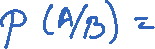 P (A/B) =